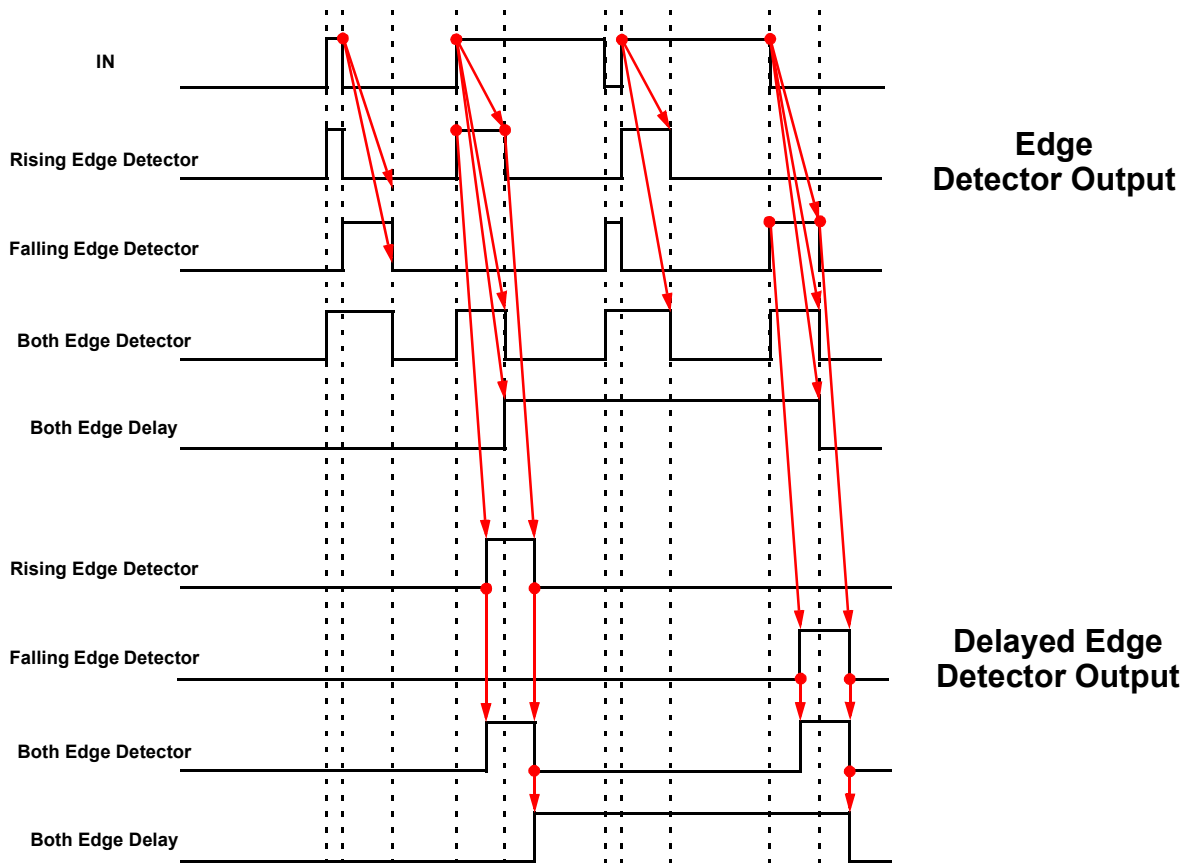 IN
Rising Edge Detector
Edge
Detector Output
Falling Edge Detector
Both Edge Detector
Both Edge Delay
Rising Edge Detector
Falling Edge Detector
Delayed Edge
Detector Output
Both Edge Detector
Both Edge Delay